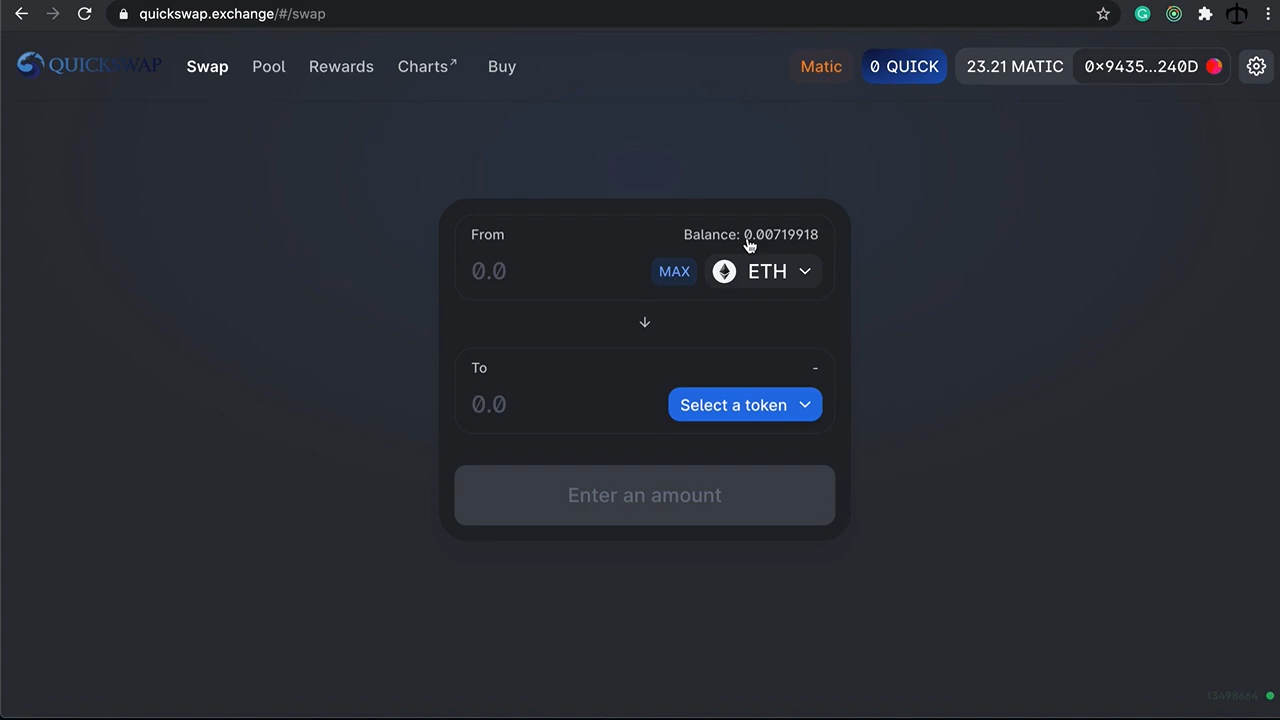 quickswap.exchange/#/swap
QUICKSWAP Swap Pool Rewards Charts↗ Buy Matic 0 QUICK 23.21 MATIC 0×9435...240D
From Balance: 0.00719918
0.0 MAX ETH
To -
0.0 Select a token
Enter an amount
13498664